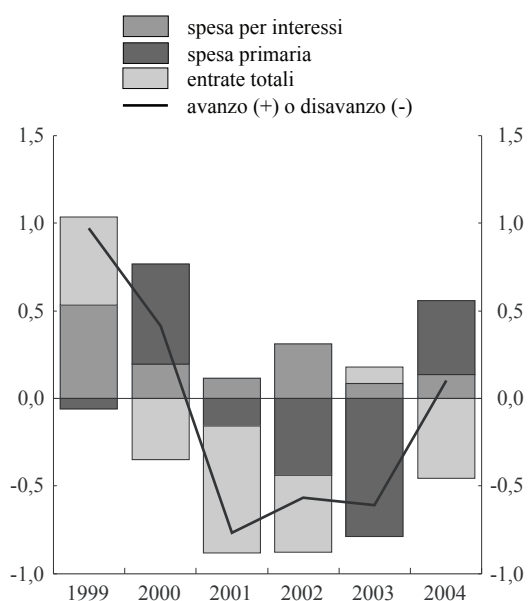 spesa per interessi
spesa primaria
entrate totali
avanzo (+) o disavanzo (-)
1,5 1,5
1,0 1,0
0,5 0,5
0,0 0,0
-0,5 -0,5
-1,0 -1,0
1999 2000 2001 2002 2003 2004